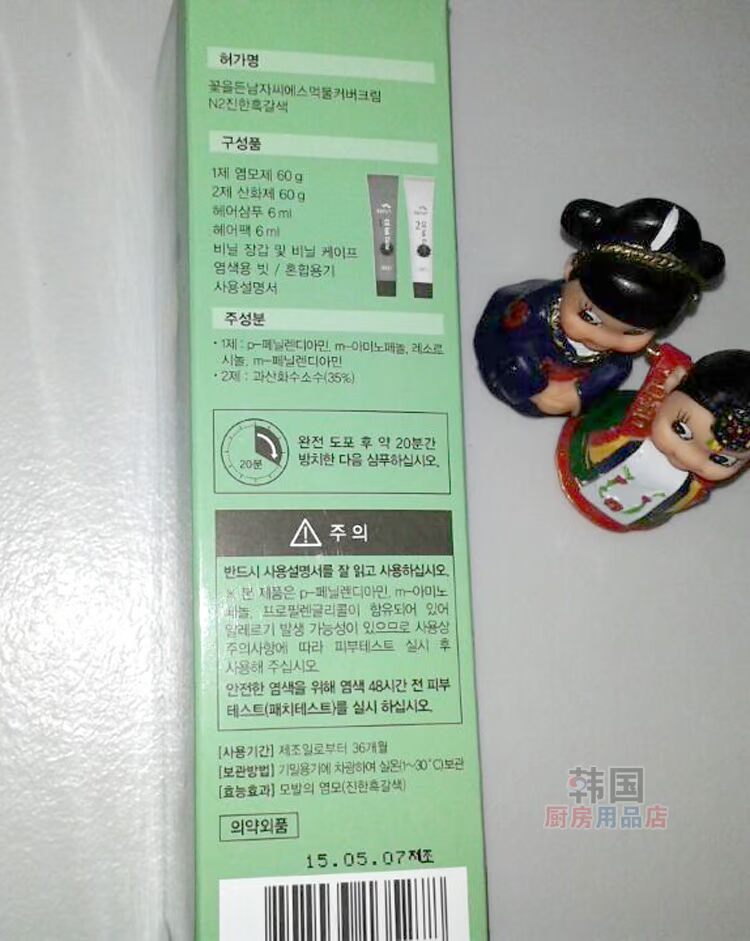 허가명
꽃을든남자씨에스먹물커버크림
N2진한흑갈색
구성품
1제 염모제 60g
2제 산화제 60g
헤어샴푸 6ml
헤어팩 6ml
비닐 장갑 및 비닐 케이프
염색용 빗 / 혼합용기
사용설명서
주성분
· 1제 : p-페닐렌디아민, m-아미노페놀, 레소르
시놀, m-페닐렌디아민
· 2제 : 과산화수소수(35%)
20분
완전 도포 후 약 20분간
방치한 다음 샴푸하십시오.
주의
반드시 사용설명서를 잘 읽고 사용하십시오.
※ 본 제품은 p-페닐렌디아민, m-아미노
페놀, 프로필렌글리콜이 함유되어 있어
알레르기 발생 가능성이 있으므로 사용상
주의사항에 따라 피부테스트 실시 후
사용해 주십시오.
안전한 염색을 위해 염색 48시간 전 피부
테스트(패치테스트)를 실시 하십시오.
[사용기간] 제조일로부터 36개월
[보관방법] 기밀용기에 차광하여 실온(1~30℃)보관
[효능효과] 모발의 염모(진한흑갈색)
의약외품
15.05.07제조
韩国
厨房用品店